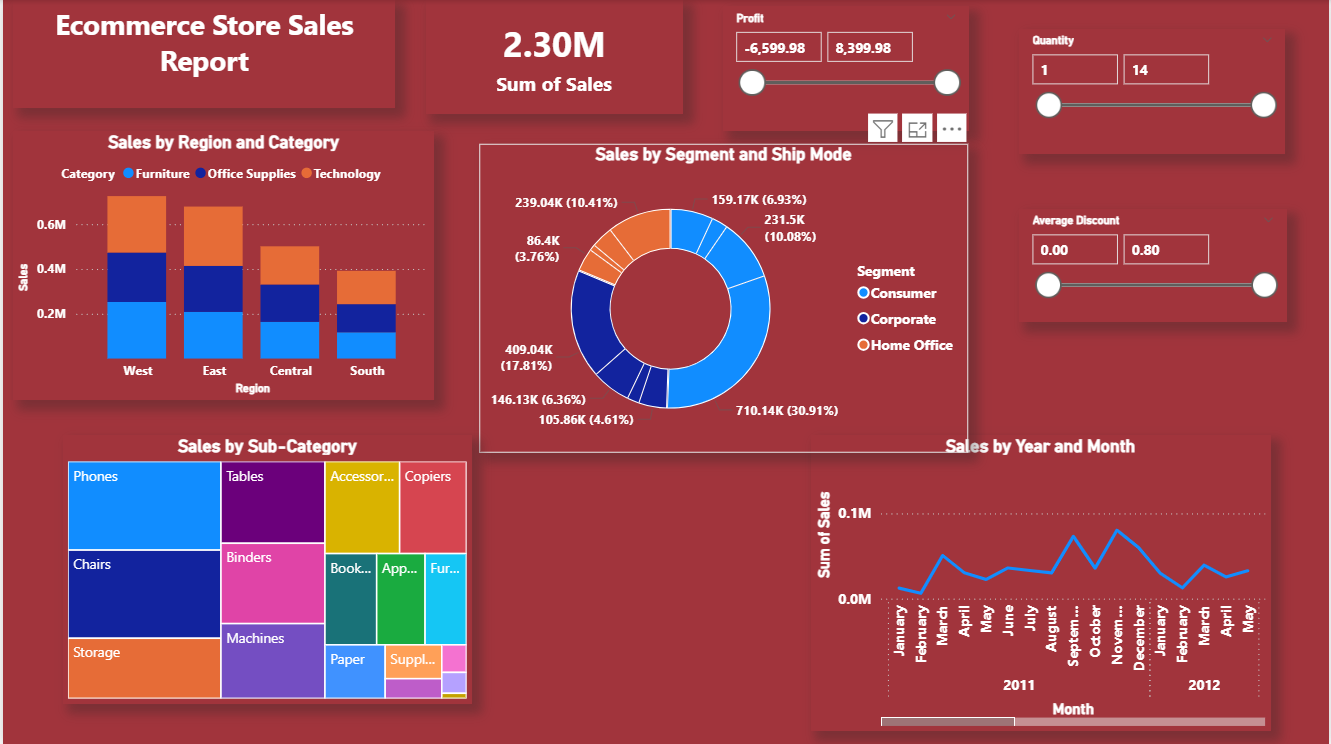 Ecommerce Store Sales
Report
2.30M
Sum of Sales
Profit
-6,599.98
8,399.98
Quantity
1
14
Average Discount
0.00
0.80
Sales by Region and Category
Category
Furniture
Office Supplies
Technology
Sales
0.6M
0.4M
0.2M
West
East
Central
South
Region
Sales by Segment and Ship Mode
239.04K (10.41%)
159.17K (6.93%)
231.5K
(10.08%)
86.4K
(3.76%)
409.04K
(17.81%)
146.13K (6.36%)
105.86K (4.61%)
710.14K (30.91%)
Segment
Consumer
Corporate
Home Office
Sales by Sub-Category
Phones
Tables
Accessor...
Copiers
Chairs
Binders
Book...
App...
Fur...
Storage
Machines
Paper
Suppl...
Sales by Year and Month
Sum of Sales
0.1M
0.0M
January
February
March
April
May
June
July
August
Septem...
October
Novem...
December
January
February
March
April
May
2011
2012
Month